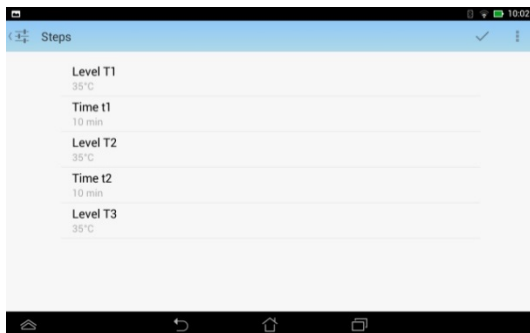 10:02
Steps
Level T1
35°C
Time t1
10 min
Level T2
35°C
Time t2
10 min
Level T3
35°C